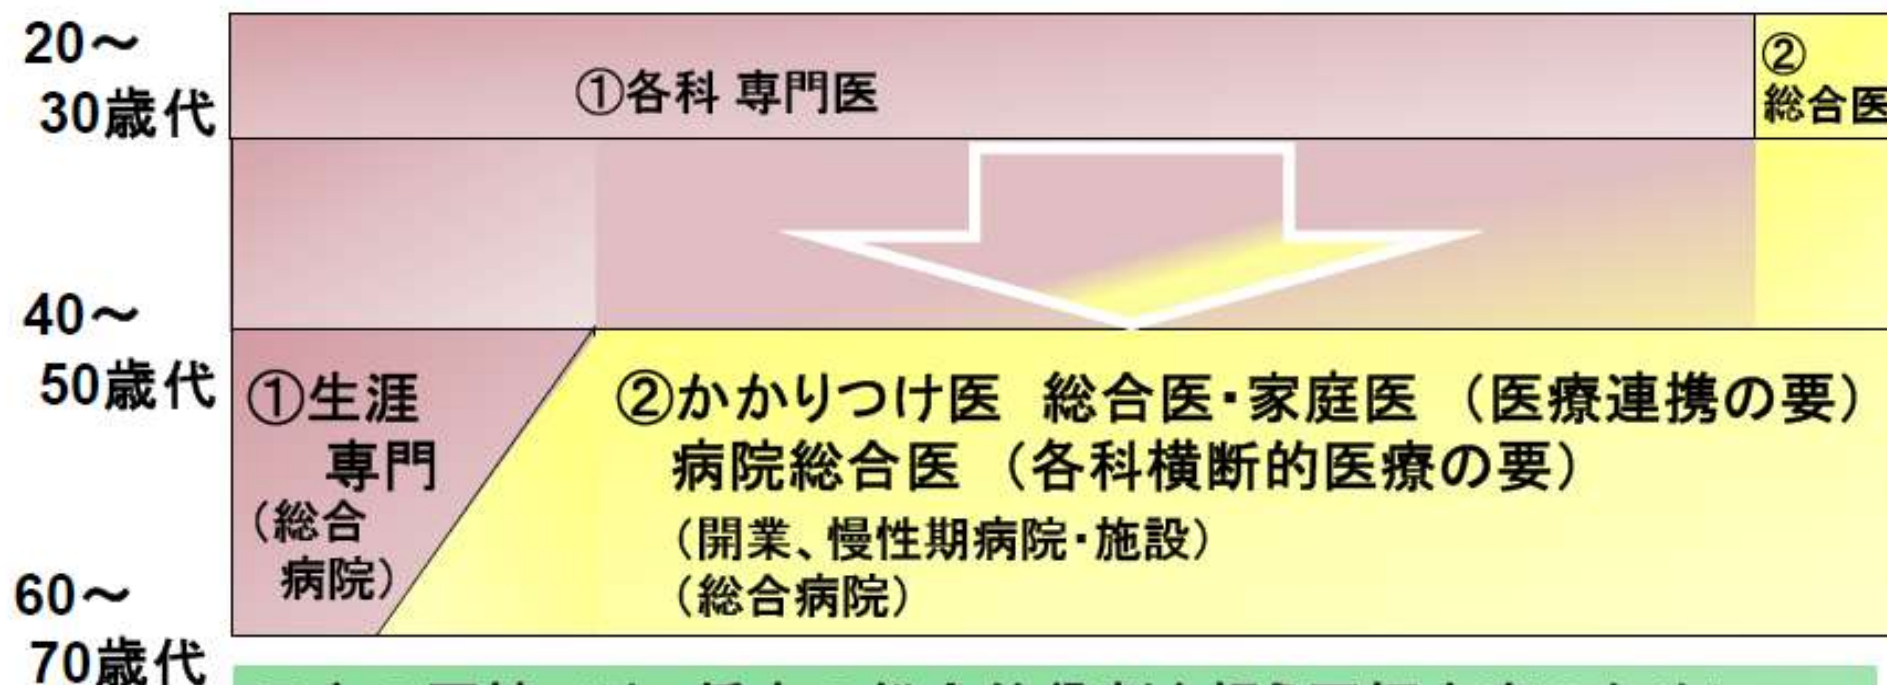 20~
30歳代
①各科 専門医
②
総合医
40~
50歳代
①生涯
専門
(総合
病院)
②かかりつけ医 総合医・家庭医 (医療連携の要)
病院総合医 (各科横断的医療の要)
(開業、慢性期病院・施設)
(総合病院)
60~
70歳代